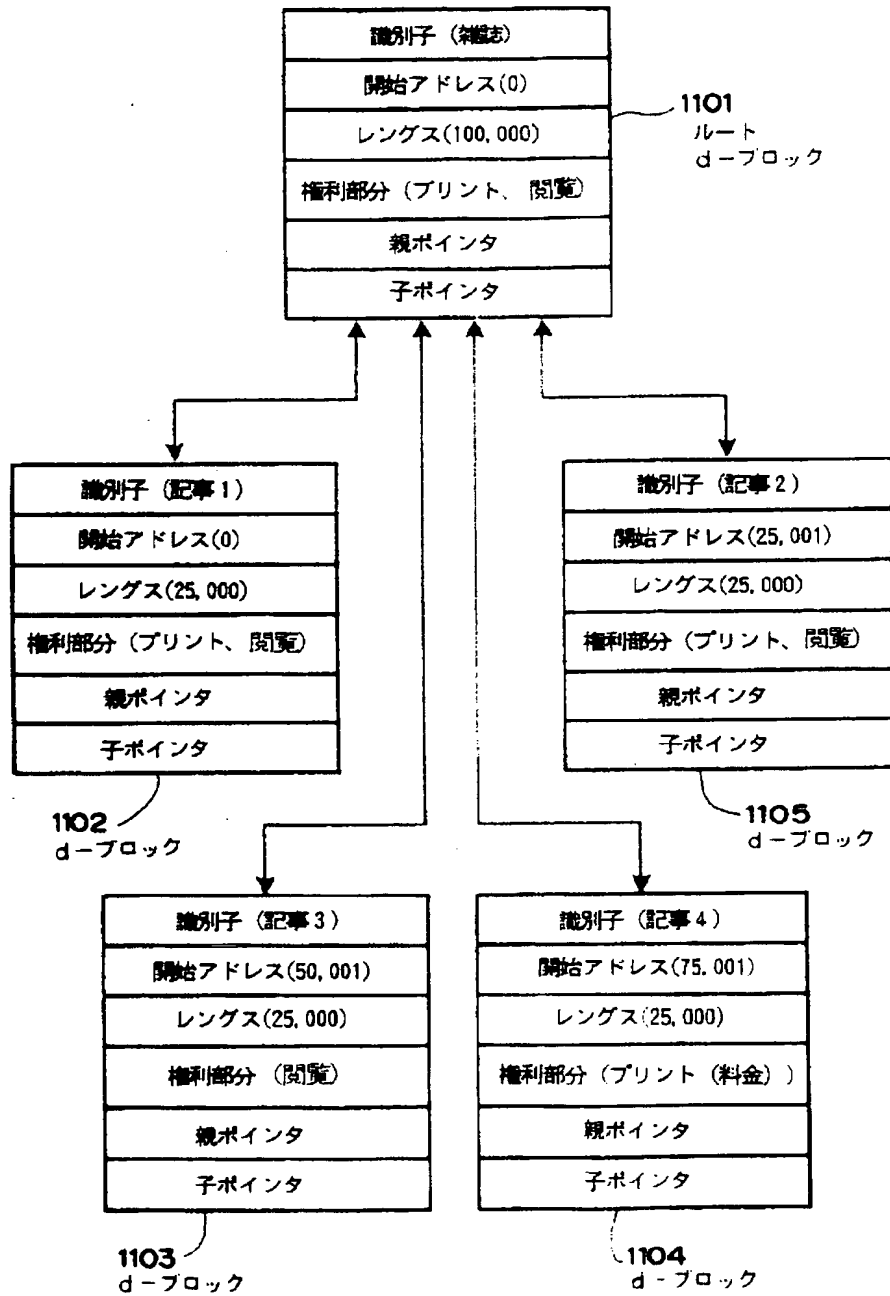 識別子 (雑誌)
開始アドレス(0)
レングス(100,000)
権利部分 (プリント、閲覧)
親ポインタ
子ポインタ
1101
ルート
d-ブロック
識別子 (記事1)
開始アドレス(0)
レングス(25,000)
権利部分 (プリント、閲覧)
親ポインタ
子ポインタ
1102
d-ブロック
識別子 (記事2)
開始アドレス(25,001)
レングス(25,000)
権利部分 (プリント、閲覧)
親ポインタ
子ポインタ
1105
d-ブロック
識別子 (記事3)
開始アドレス(50,001)
レングス(25,000)
権利部分 (閲覧)
親ポインタ
子ポインタ
1103
d-ブロック
識別子 (記事4)
開始アドレス(75,001)
レングス(25,000)
権利部分 (プリント (料金) )
親ポインタ
子ポインタ
1104
d-ブロック